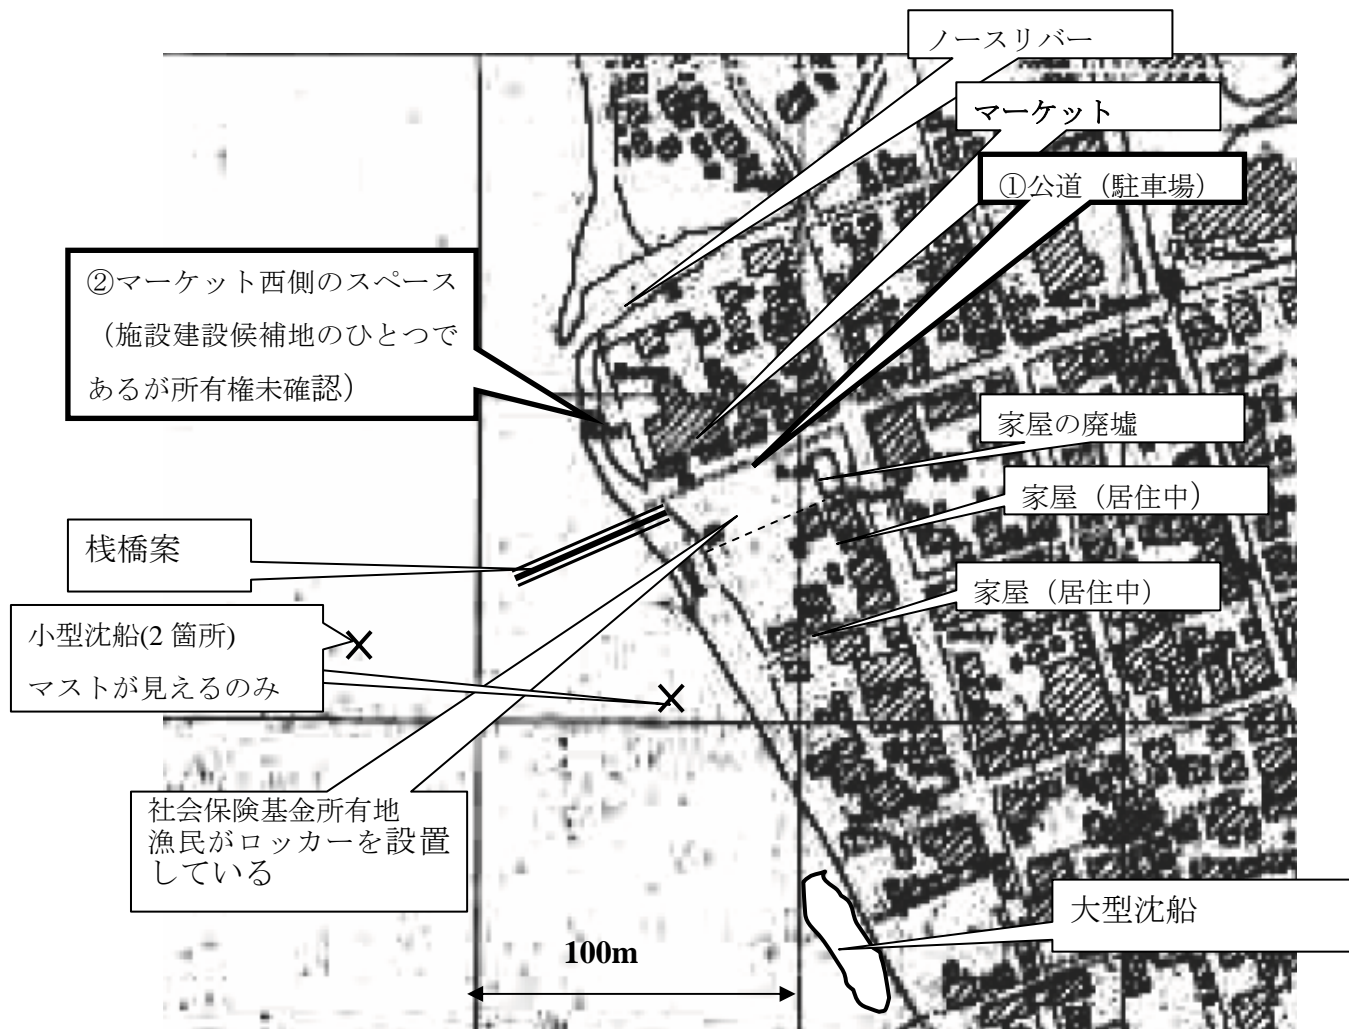 ノースリバー
マーケット
①公道（駐車場）
②マーケット西側のスペース
（施設建設候補地のひとつで
あるが所有権未確認）
家屋の廃墟
家屋（居住中）
桟橋案
家屋（居住中）
小型沈船(2 箇所)
マストが見えるのみ
社会保険基金所有地
漁民がロッカーを設置
している
大型沈船
100m